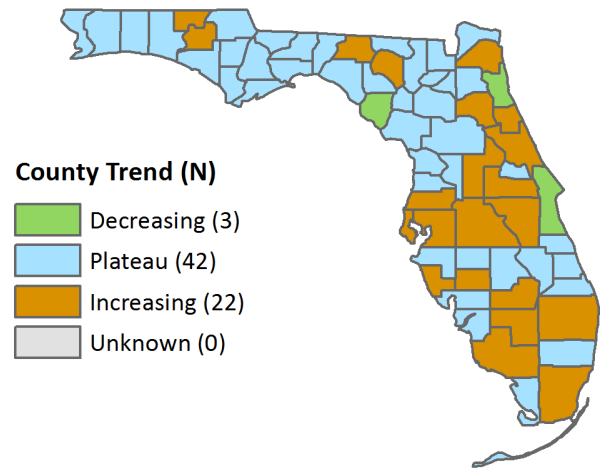 County Trend (N)
Decreasing (3)
Plateau (42)
Increasing (22)
Unknown (0)